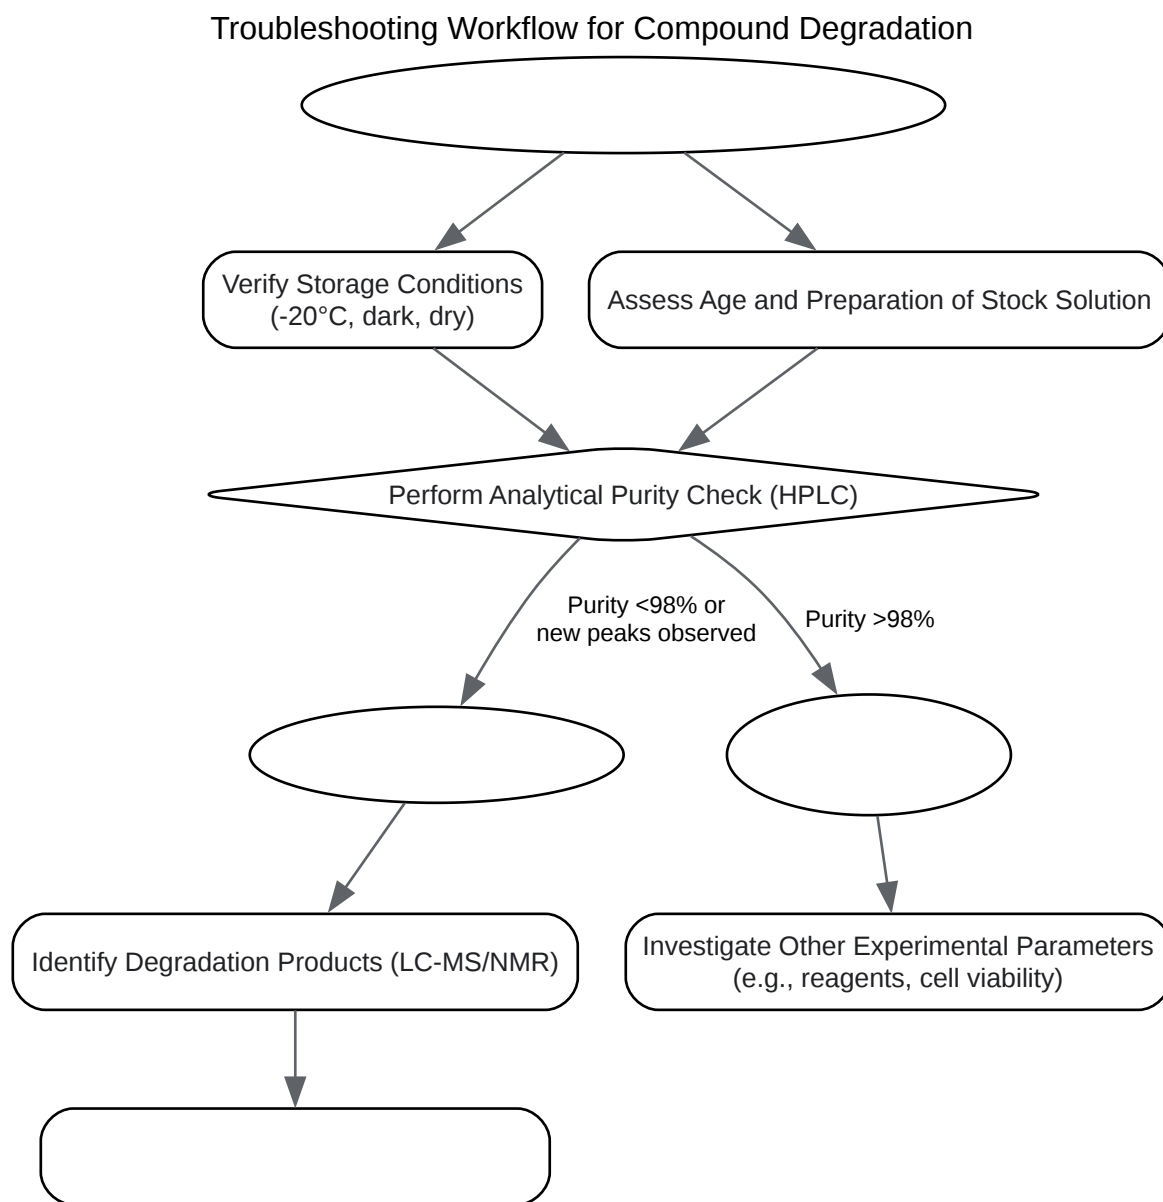 Troubleshooting Workflow for Compound Degradation
Verify Storage Conditions
(-20°C, dark, dry)
Assess Age and Preparation of Stock Solution
Perform Analytical Purity Check (HPLC)
Purity <98% or
new peaks observed
Purity >98%
Identify Degradation Products (LC-MS/NMR)
Investigate Other Experimental Parameters
(e.g., reagents, cell viability)